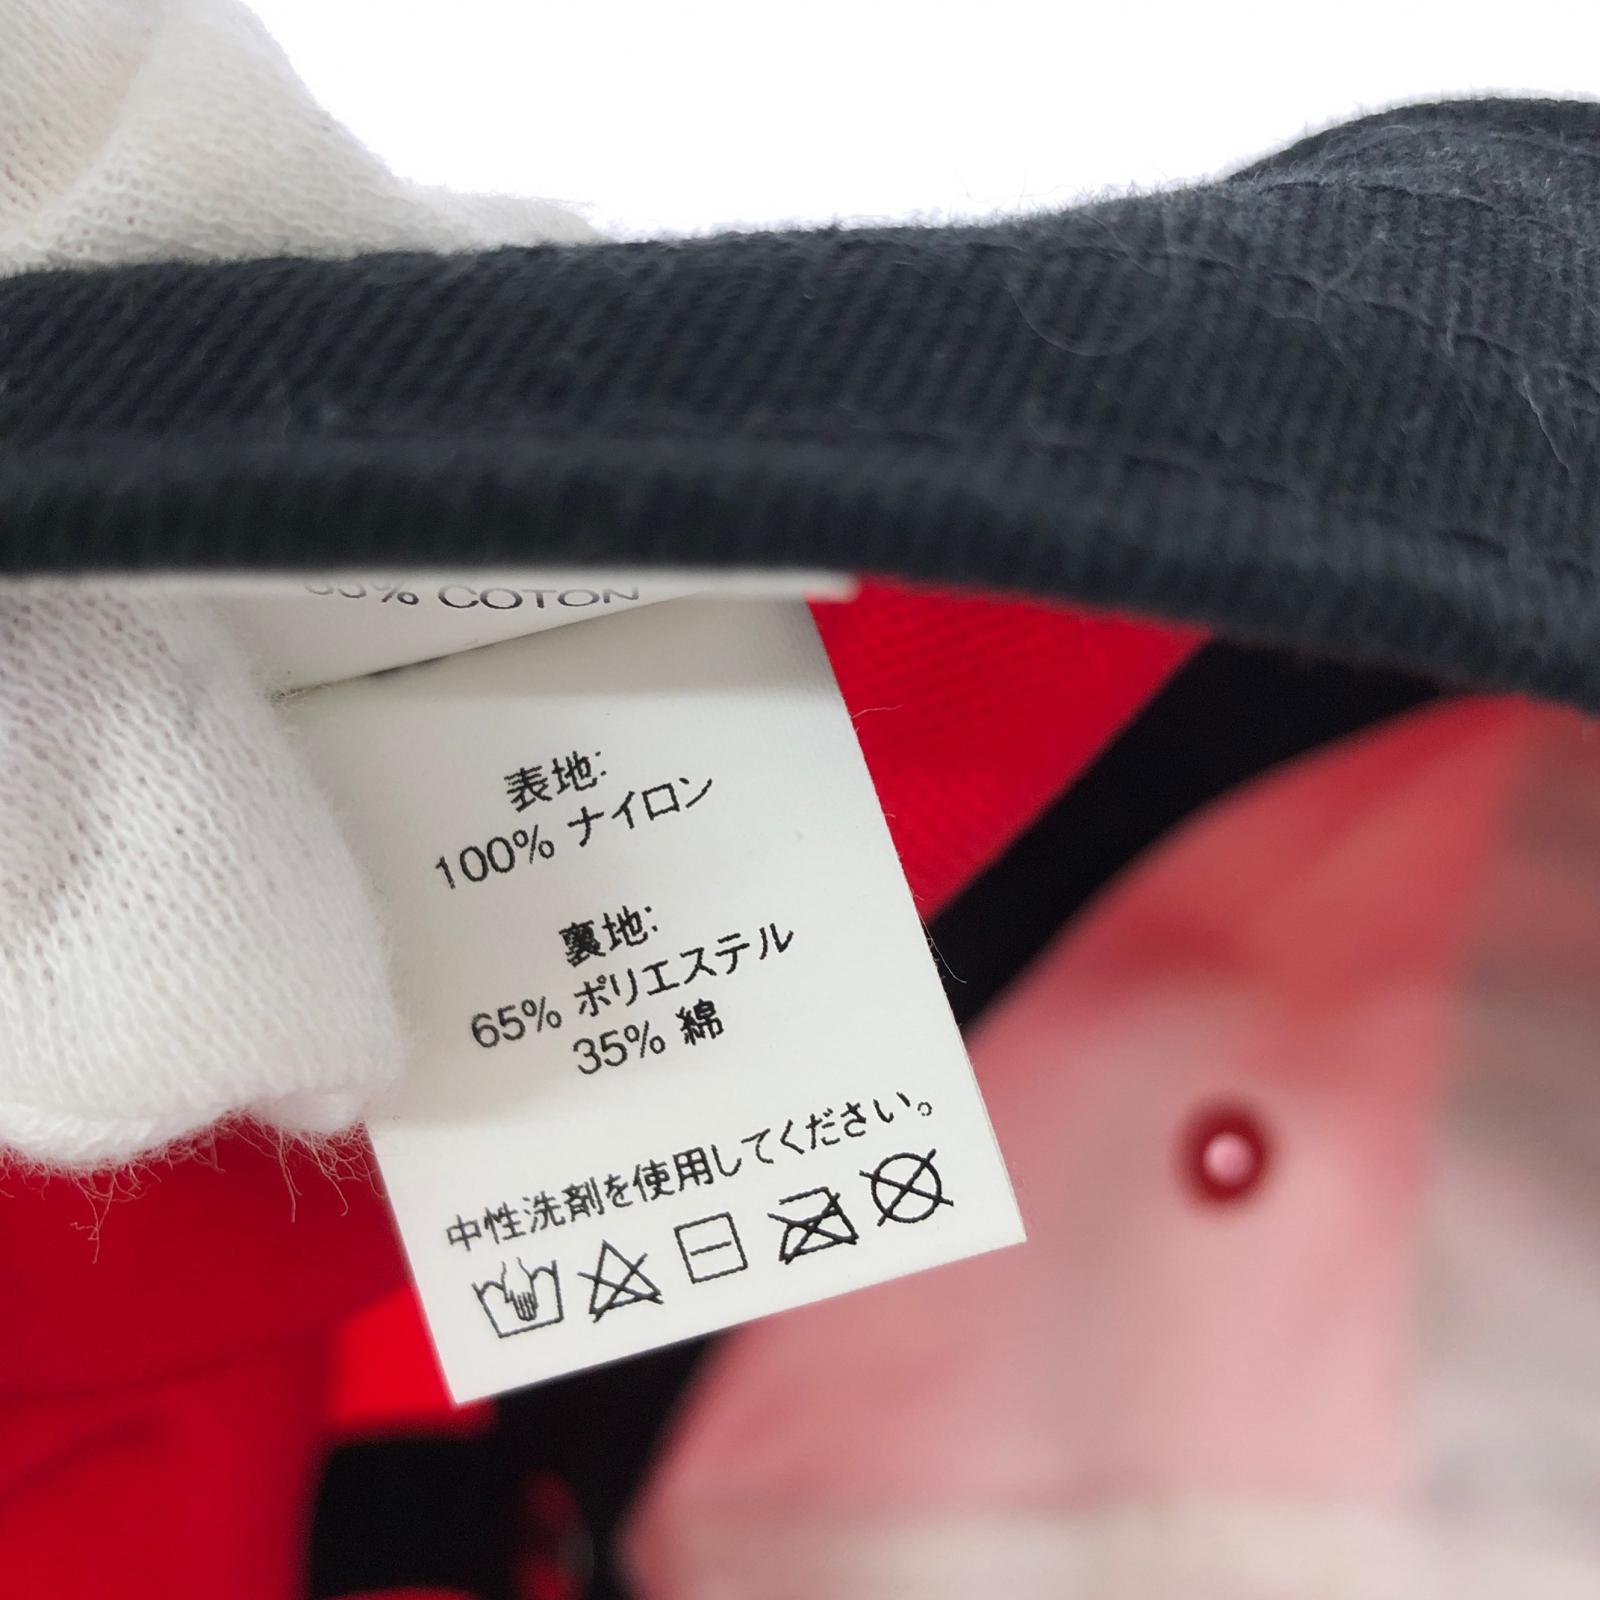 % COTON
表地:
100% ナイロン
裏地:
65% ポリエステル
35% 綿
中性洗剤を使用してください。